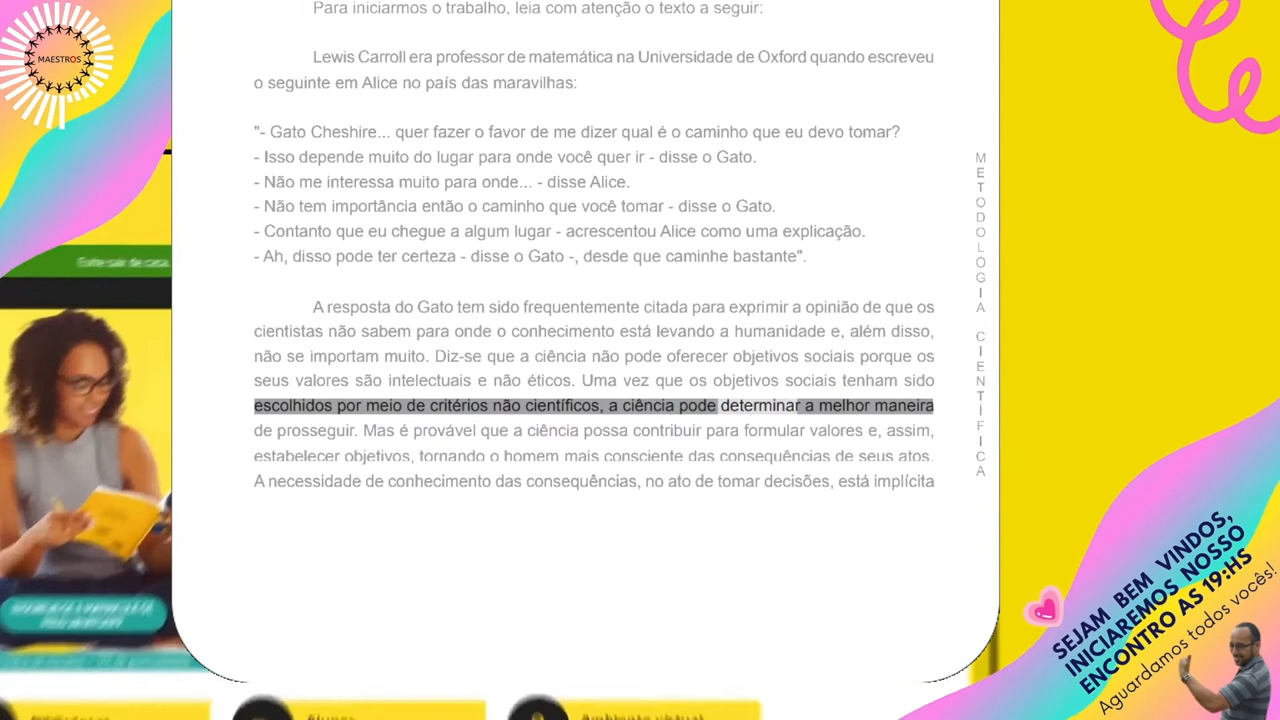 MAESTROS
Para iniciarmos o trabalho, leia com atenção o texto a seguir:
Lewis Carroll era professor de matemática na Universidade de Oxford quando escreveu
o seguinte em Alice no país das maravilhas:
"- Gato Cheshire... quer fazer o favor de me dizer qual é o caminho que eu devo tomar?
- Isso depende muito do lugar para onde você quer ir - disse o Gato.
- Não me interessa muito para onde... - disse Alice.
- Não tem importância então o caminho que você tomar - disse o Gato.
- Contanto que eu chegue a algum lugar - acrescentou Alice como uma explicação.
- Ah, disso pode ter certeza - disse o Gato -, desde que caminhe bastante".
A resposta do Gato tem sido frequentemente citada para exprimir a opinião de que os
cientistas não sabem para onde o conhecimento está levando a humanidade e, além disso,
não se importam muito. Diz-se que a ciência não pode oferecer objetivos sociais porque os
seus valores são intelectuais e não éticos. Uma vez que os objetivos sociais tenham sido
escolhidos por meio de critérios não científicos, a ciência pode determinar a melhor maneira
de prosseguir. Mas é provável que a ciência possa contribuir para formular valores e, assim,
estabelecer objetivos, tornando o homem mais consciente das consequências de seus atos.
A necessidade de conhecimento das consequências, no ato de tomar decisões, está implícita
METODOLOGIA CIENTÍFICA
SEJAM BEM VINDOS,
INICIAREMOS NOSSO
ENCONTRO AS 19:HS
Aguardamos todos vocês!